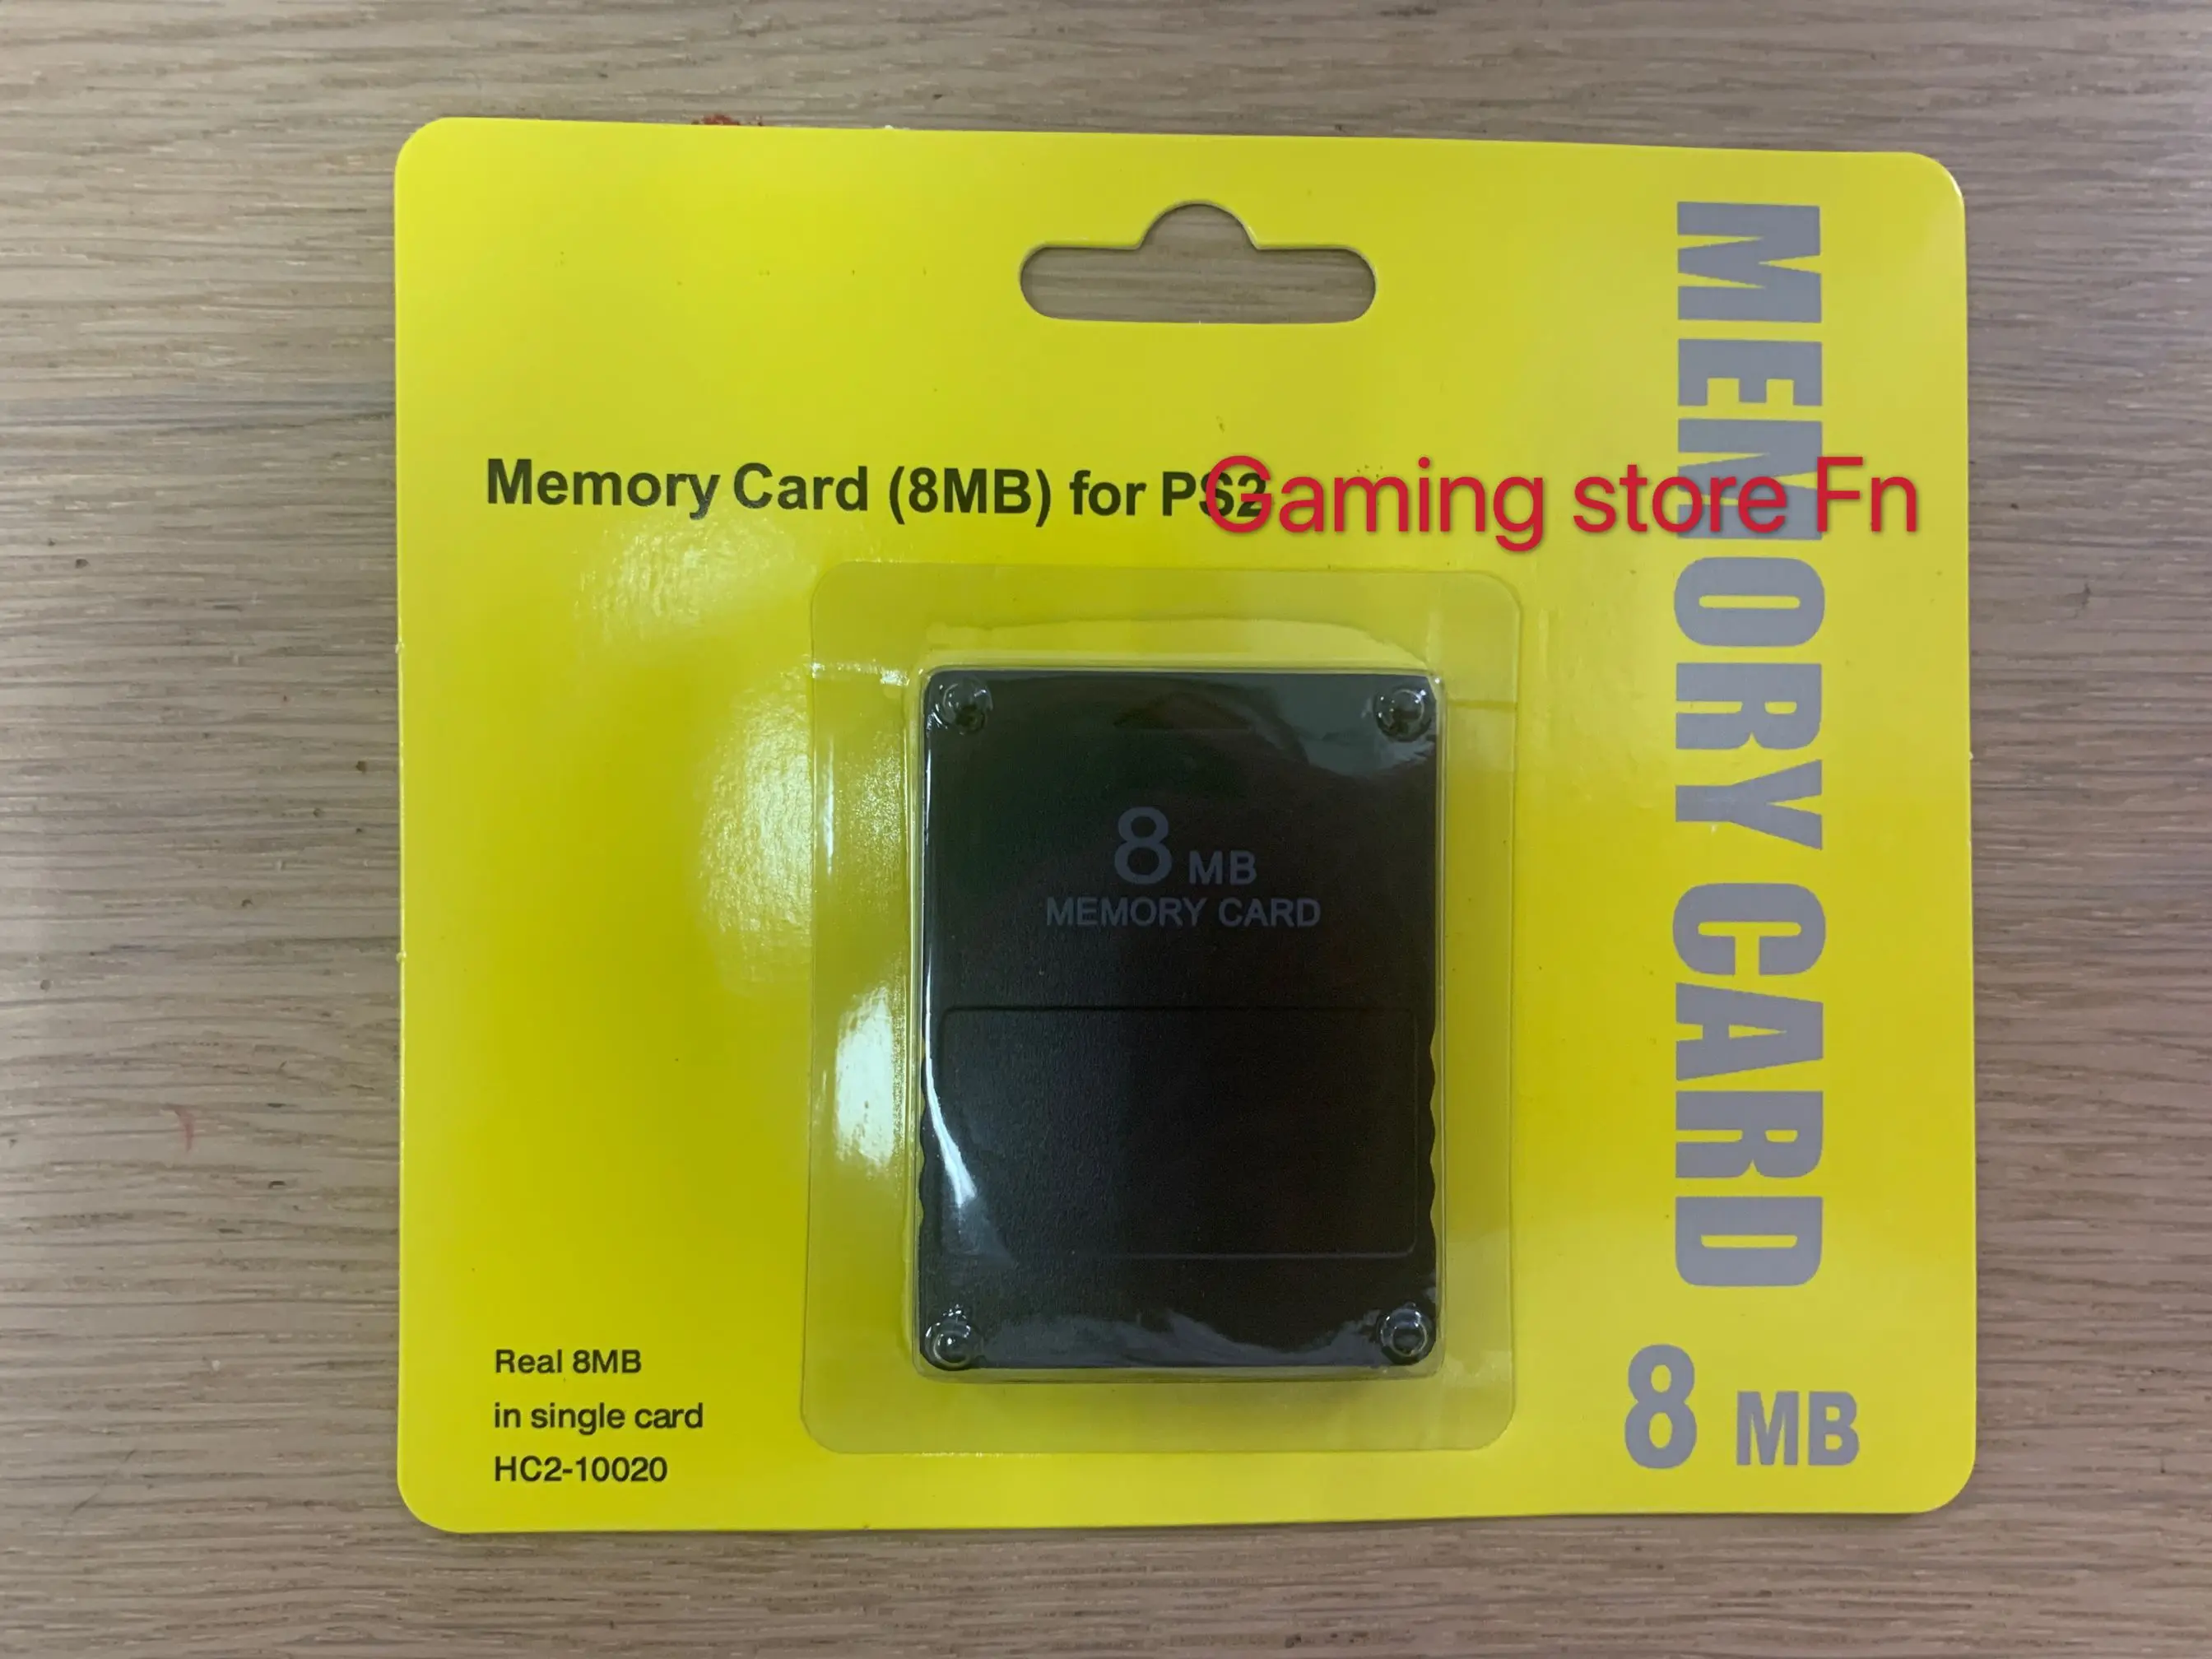 Memory Card (8MB) for PS2
Gaming store Fn
MEMORY CARD
8 MB
8 MB
MEMORY CARD
Real 8MB
in single card
HC2-10020